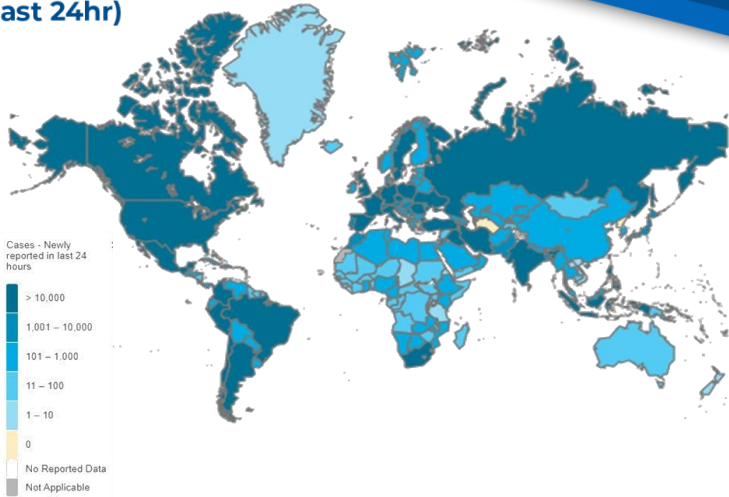 ast 24hr)
Cases - Newly
reported in last 24
hours
> 10,000
1,001 – 10,000
101 – 1,000
11 – 100
1 – 10
0
No Reported Data
Not Applicable